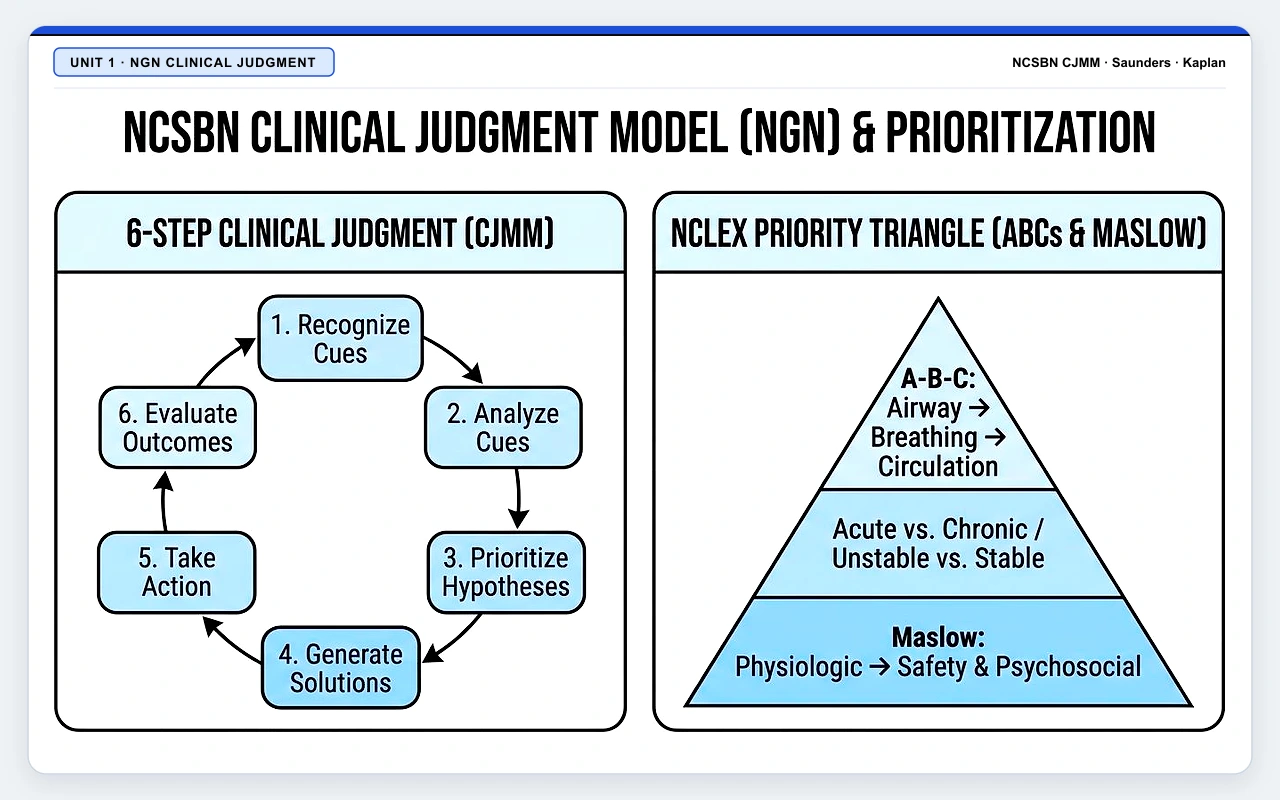 UNIT 1 · NGN CLINICAL JUDGMENT
NCSBN CJMM · Saunders · Kaplan
NCSBN CLINICAL JUDGMENT MODEL (NGN) & PRIORITIZATION
6-STEP CLINICAL JUDGMENT (CJMM)
1. Recognize
Cues
2. Analyze
Cues
3. Prioritize
Hypotheses
4. Generate
Solutions
5. Take
Action
6. Evaluate
Outcomes
NCLEX PRIORITY TRIANGLE (ABCs & MASLOW)
A-B-C:
Airway →
Breathing →
Circulation
Acute vs. Chronic /
Unstable vs. Stable
Maslow:
Physiologic → Safety & Psychosocial